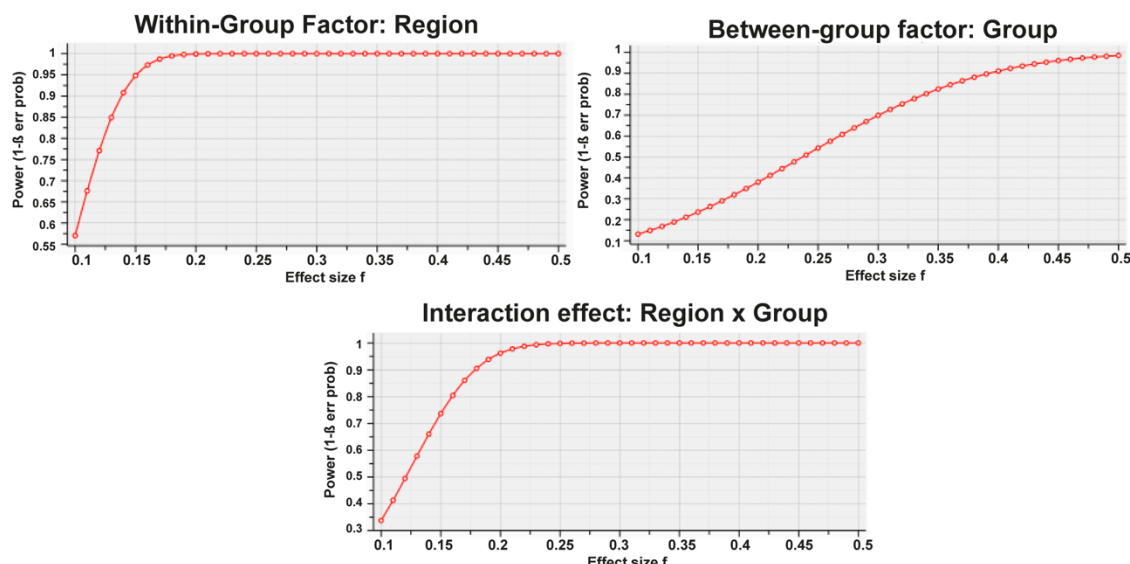 Within-Group Factor: Region
Power (1-ß err prob)
1
0.95
0.9
0.85
0.8
0.75
0.7
0.65
0.6
0.55
0.1 0.15 0.2 0.25 0.3 0.35 0.4 0.45 0.5
Effect size f
Between-group factor: Group
Power (1-ß err prob)
1
0.9
0.8
0.7
0.6
0.5
0.4
0.3
0.2
0.1
0.1 0.15 0.2 0.25 0.3 0.35 0.4 0.45 0.5
Effect size f
Interaction effect: Region x Group
Power (1-ß err prob)
1
0.9
0.8
0.7
0.6
0.5
0.4
0.3
0.1 0.15 0.2 0.25 0.3 0.35 0.4 0.45 0.5
Effect size f